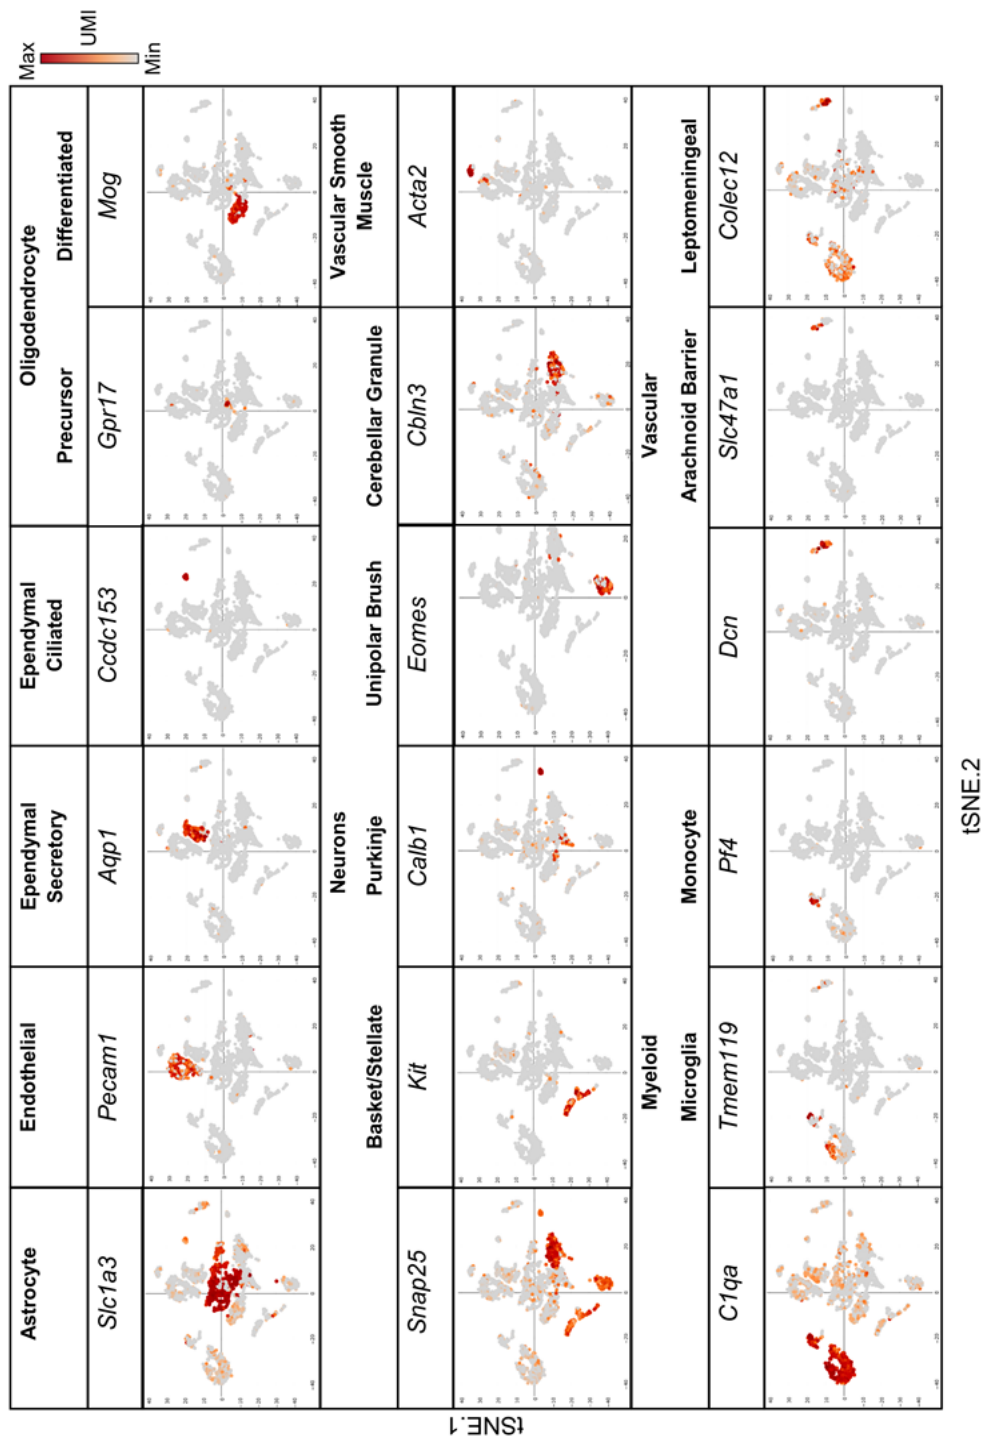 Max
UMI
Min
Astrocyte
Endothelial
Ependymal
Secretory
Ependymal
Ciliated
Oligodendrocyte
Precursor
Differentiated
Slc1a3
Pecam1
Aqp1
Ccdc153
Gpr17
Mog
Neurons
Basket/Stellate
Purkinje
Unipolar Brush
Cerebellar Granule
Vascular Smooth
Muscle
Snap25
Kit
Calb1
Eomes
Cbln3
Acta2
Myeloid
Microglia
Monocyte
Vascular
Arachnoid Barrier
Leptomeningeal
C1qa
Tmem119
Pf4
Dcn
Slc47a1
Colec12
tSNE.1
tSNE.2